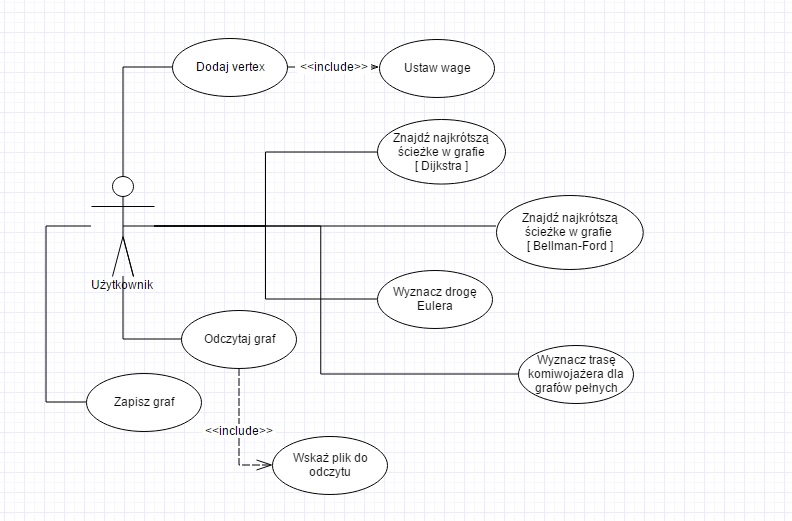 Dodaj vertex
<<include>>
Ustaw wage
Znajdź najkrótszą
ścieżke w grafie
[ Dijkstra ]
Znajdź najkrótszą
ścieżke w grafie
[ Bellman-Ford ]
Użytkownik
Wyznacz drogę
Eulera
Odczytaj graf
Wyznacz trasę
komiwojażera dla
grafów pełnych
Zapisz graf
<<include>>
Wskaż plik do
odczytu